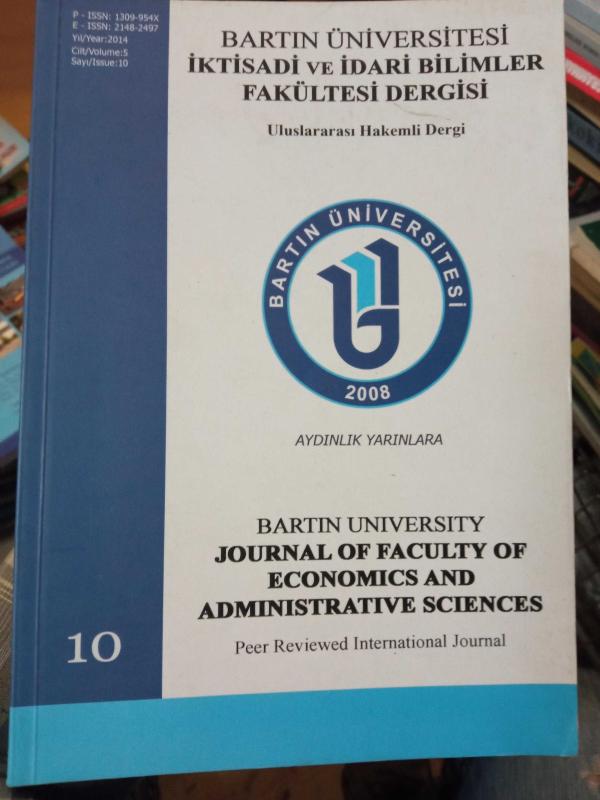 P - ISSN: 1309-954X
E - ISSN: 2148-2497
Yıl/Year:2014
Cilt/Volume:5
Sayı/Issue:10
BARTIN ÜNİVERSİTESİ
İKTİSADİ VE İDARİ BİLİMLER
FAKÜLTESİ DERGİSİ
Uluslararası Hakemli Dergi
BARTIN ÜNİVERSİTESİ
2008
AYDINLIK YARINLARA
BARTIN UNIVERSITY
JOURNAL OF FACULTY OF
ECONOMICS AND
ADMINISTRATIVE SCIENCES
Peer Reviewed International Journal
10